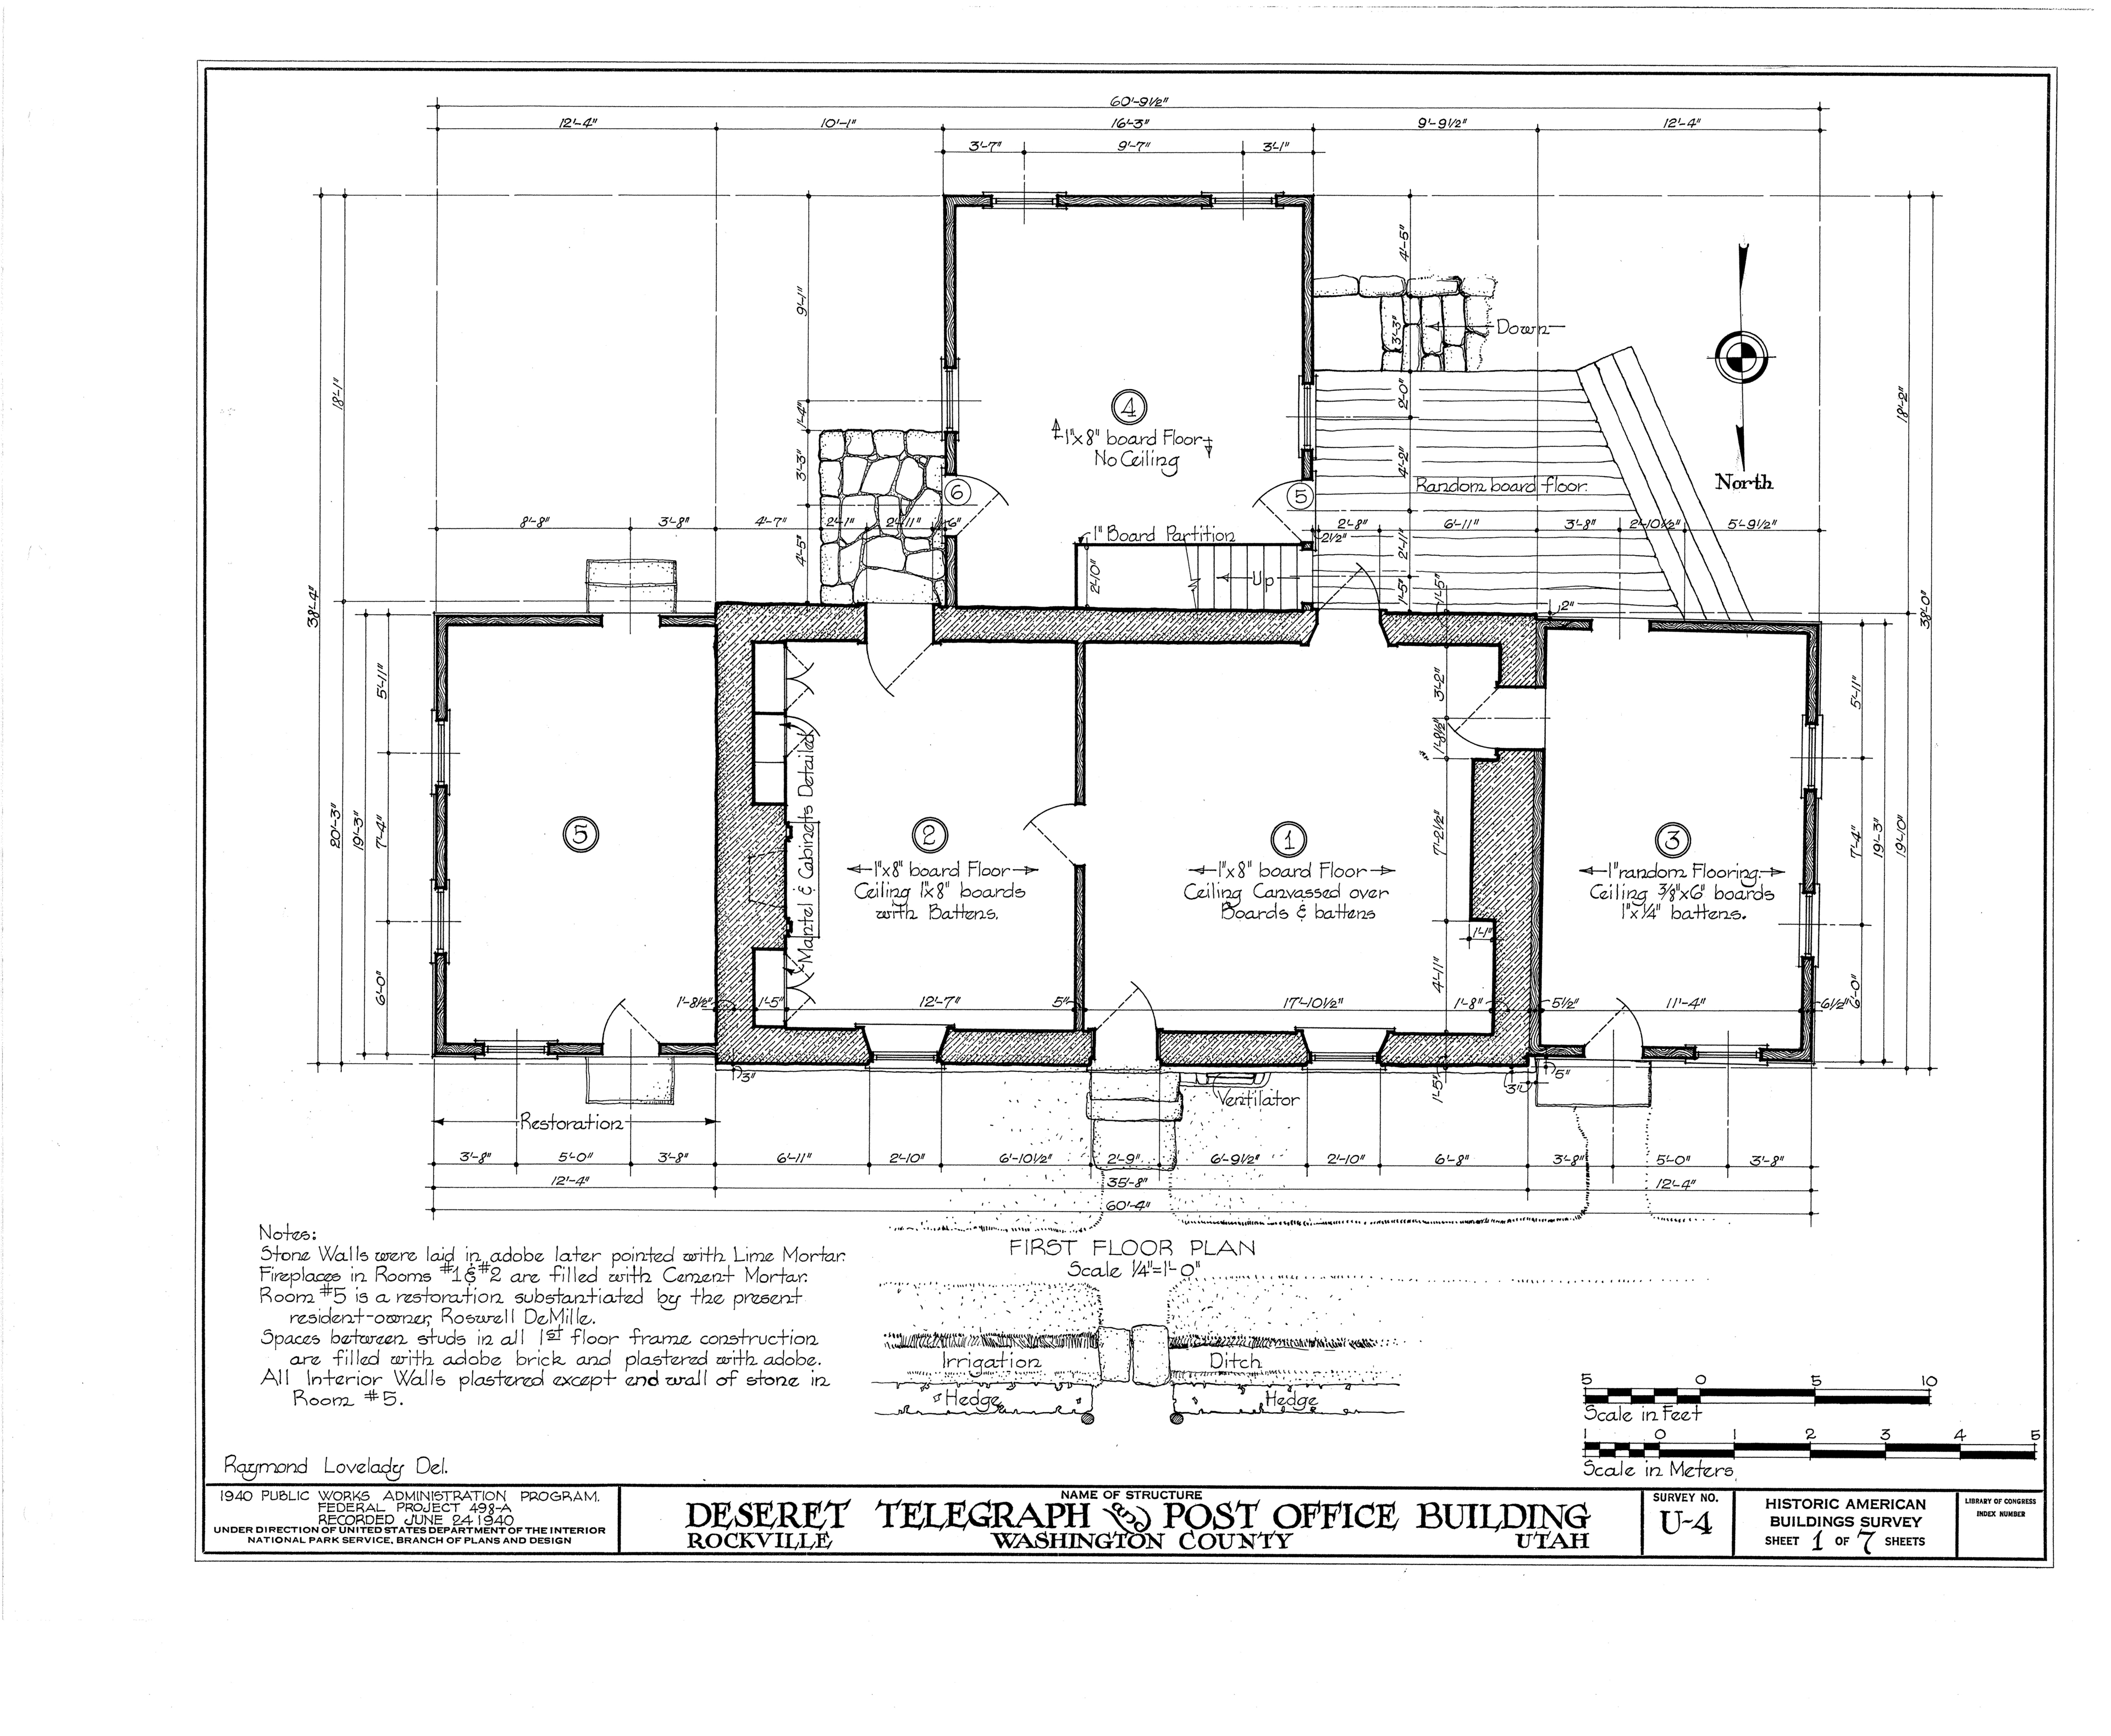 60'-9½"
12'-4" 10'-1" 16'-3" 9'-9½" 12'-4"
3'-7" 9'-7" 3'-1"
4'-5"
9'-1"
3'-3"
Down
18'-1"
1'-4"
2'-0"
18'-2"
4
1"x8" board Floor
No Ceiling
3'-3"
4'-2"
North
6
5
Random board floor.
8'-8" 3'-8" 4'-7" 2'-1" 2'-11" 6" 2½" 2'-8" 6'-11" 3'-8" 2'-10½" 5'-9½"
1" Board Partition
4'-5"
2'-11"
2'-0"
Up
1'-5"
1'-5"
38'-4"
38'-0"
2"
5'-11"
3'-2"
5'-11"
1'-8½"
Mantel & Cabinets Detailed
20'-3"
19'-3"
7'-4"
7'-2½"
7'-4"
19'-3"
19'-10"
5
2
1
3
1"x8" board Floor
Ceiling 1"x8" boards
with Battens.
1"x8" board Floor
Ceiling Canvassed over
Boards & battens
1" random Flooring.
Ceiling ⅜"x6" boards
1"x¼" battens.
1'-1"
6'-0"
4'-11"
6'-0"
1'-8½" 1'-5" 12'-7" 5" 17'-10½" 1'-8" 5½" 11'-4" 6½"
3"
1'-5"
3"
5"
Ventilator
Restoration
3'-8" 5'-0" 3'-8" 6'-11" 2'-10" 6'-10½" 2'-9" 6'-9½" 2'-10" 6'-8" 3'-8" 5'-0" 3'-8"
12'-4" 35'-8" 12'-4"
60'-4"
FIRST FLOOR PLAN
Scale ¼"=1'-0"
Notes:
Stone Walls were laid in adobe later pointed with Lime Mortar.
Fireplaces in Rooms #1 & #2 are filled with Cement Mortar.
Room #5 is a restoration substantiated by the present
resident-owner, Roswell DeMille.
Spaces between studs in all 1st floor frame construction
are filled with adobe brick and plastered with adobe.
All Interior Walls plastered except end wall of stone in
Room #5.
Irrigation Ditch
Hedge Hedge
5 0 5 10
Scale in Feet
1 0 1 2 3 4 5
Scale in Meters
Raymond Lovelady Del.
1940 PUBLIC WORKS ADMINISTRATION PROGRAM.
FEDERAL PROJECT 498-A
RECORDED JUNE 24 1940
UNDER DIRECTION OF UNITED STATES DEPARTMENT OF THE INTERIOR
NATIONAL PARK SERVICE, BRANCH OF PLANS AND DESIGN
NAME OF STRUCTURE
DESERET TELEGRAPH AND POST OFFICE BUILDING
ROCKVILLE WASHINGTON COUNTY UTAH
SURVEY NO.
U-4
HISTORIC AMERICAN
BUILDINGS SURVEY
SHEET 1 OF 7 SHEETS
LIBRARY OF CONGRESS
INDEX NUMBER